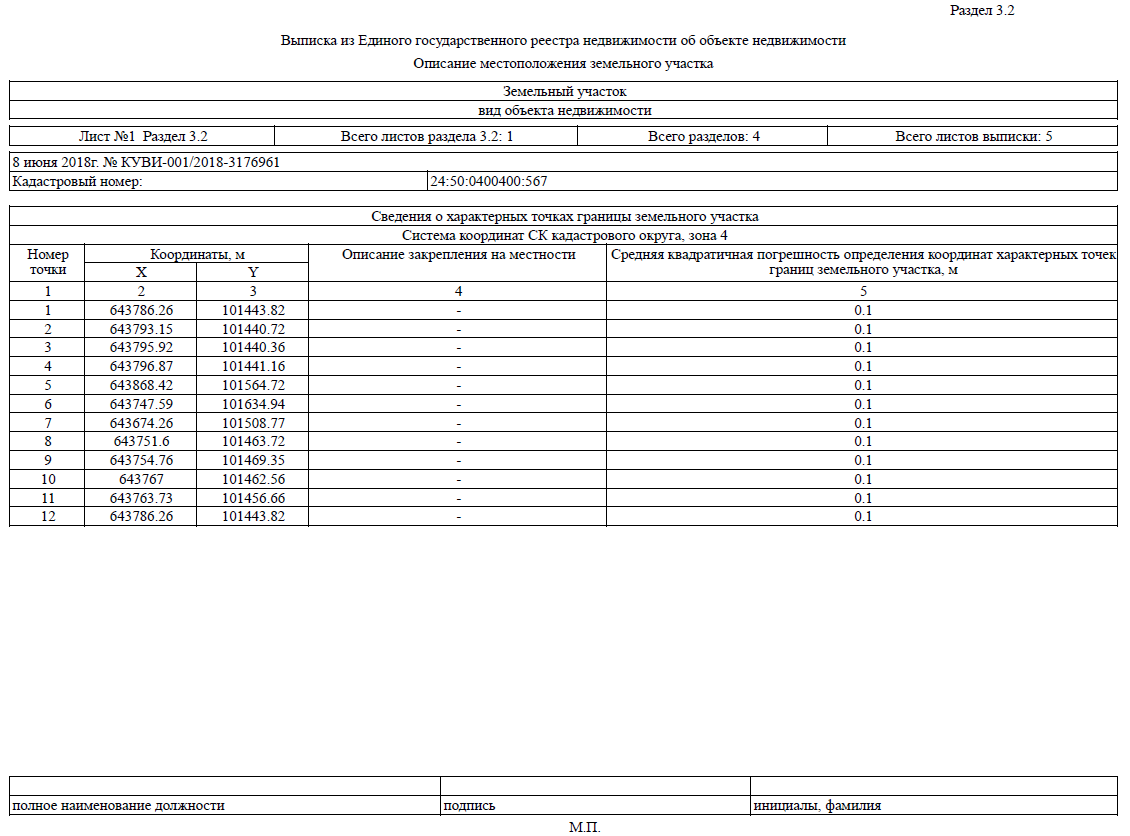 Раздел 3.2
Выписка из Единого государственного реестра недвижимости об объекте недвижимости
Описание местоположения земельного участка
Земельный участок
вид объекта недвижимости
Лист №1 Раздел 3.2 Всего листов раздела 3.2: 1 Всего разделов: 4 Всего листов выписки: 5
8 июня 2018г. № КУВИ-001/2018-3176961
Кадастровый номер: 24:50:0400400:567
Сведения о характерных точках границы земельного участка
Система координат СК кадастрового округа, зона 4
Номер точки Координаты, м Описание закрепления на местности Средняя квадратичная погрешность определения координат характерных точек границ земельного участка, м
X Y
1 2 3 4 5
1 643786.26 101443.82 - 0.1
2 643793.15 101440.72 - 0.1
3 643795.92 101440.36 - 0.1
4 643796.87 101441.16 - 0.1
5 643868.42 101564.72 - 0.1
6 643747.59 101634.94 - 0.1
7 643674.26 101508.77 - 0.1
8 643751.6 101463.72 - 0.1
9 643754.76 101469.35 - 0.1
10 643767 101462.56 - 0.1
11 643763.73 101456.66 - 0.1
12 643786.26 101443.82 - 0.1
полное наименование должности подпись инициалы, фамилия
М.П.